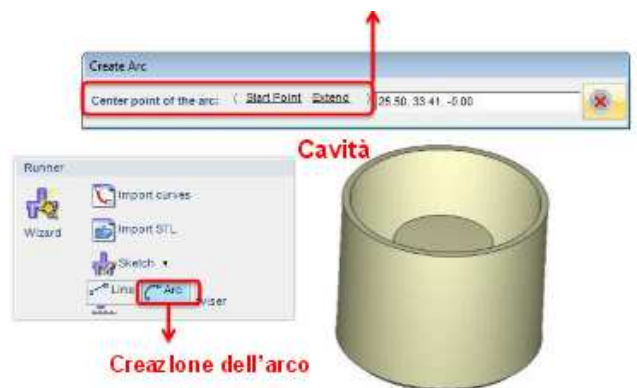 Create Arc
Center point of the arc: ( Start Point Extend ) 25.50, 33.41, -0.00
Cavità
Runner
Wizard
Import curves
Import STL
Sketch
Line Arc
viser
Creazione dell'arco